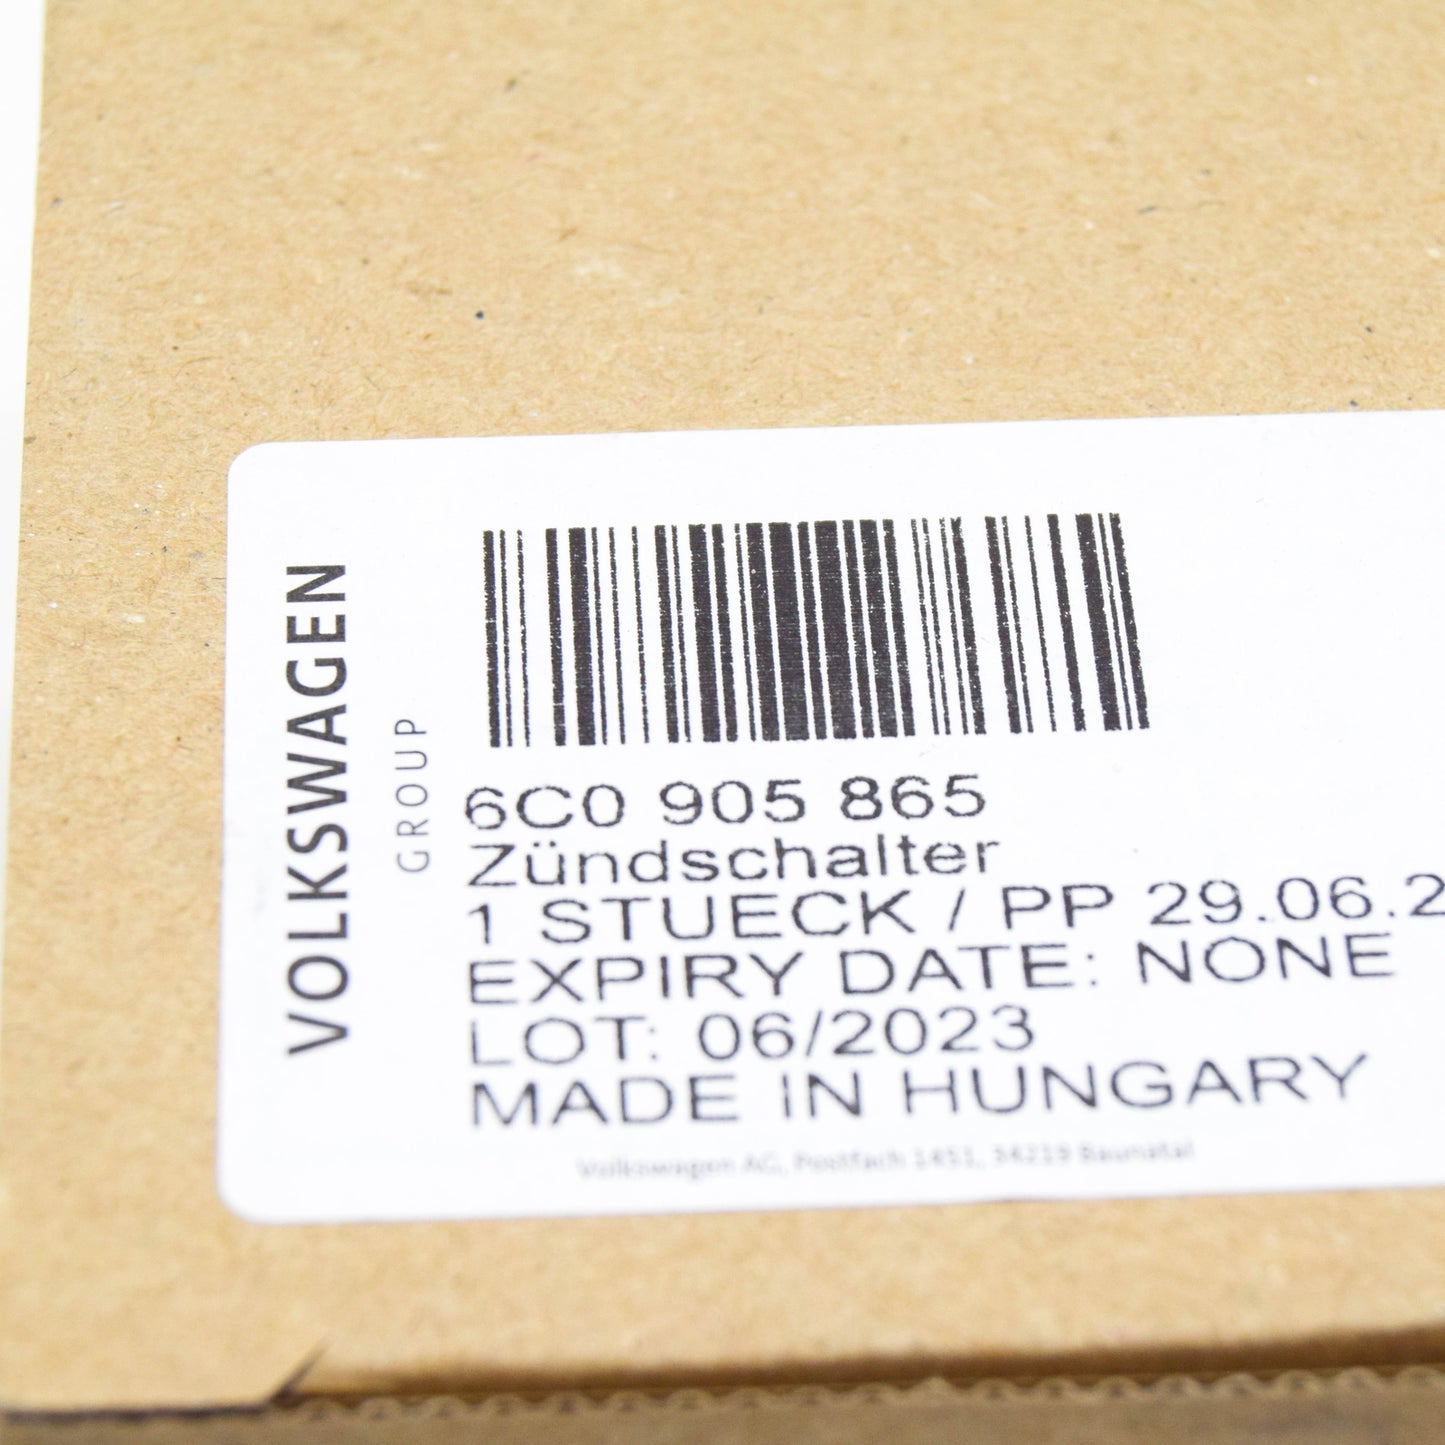 VOLKSWAGEN
GROUP
6C0 905 865
Zündschalter
1 STUECK / PP 29.06.2
EXPIRY DATE: NONE
LOT: 06/2023
MADE IN HUNGARY
Volkswagen AG, Postfach 1451, 34219 Baunatal